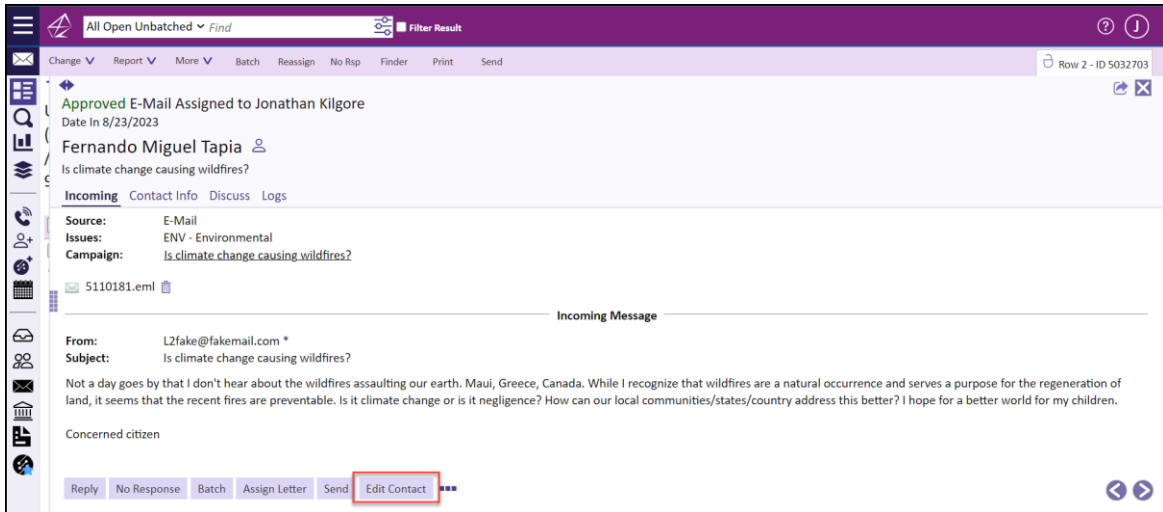 All Open Unbatched Find Filter Result ? J
Change Report More Batch Reassign No Rsp Finder Print Send Row 2 - ID 5032703
Approved E-Mail Assigned to Jonathan Kilgore
Date In 8/23/2023
Fernando Miguel Tapia
Is climate change causing wildfires?
Incoming Contact Info Discuss Logs
Source: E-Mail
Issues: ENV - Environmental
Campaign: Is climate change causing wildfires?
5110181.eml
Incoming Message
From: L2fake@fakemail.com *
Subject: Is climate change causing wildfires?
Not a day goes by that I don't hear about the wildfires assaulting our earth. Maui, Greece, Canada. While I recognize that wildfires are a natural occurrence and serves a purpose for the regeneration of
land, it seems that the recent fires are preventable. Is it climate change or is it negligence? How can our local communities/states/country address this better? I hope for a better world for my children.
Concerned citizen
Reply No Response Batch Assign Letter Send Edit Contact